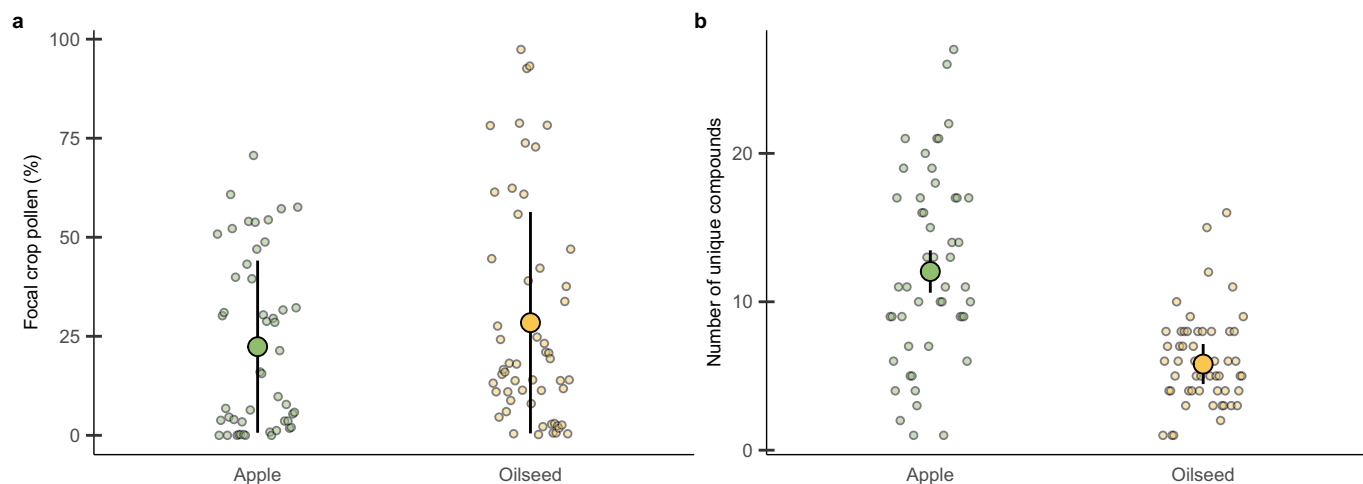 a
Focal crop pollen (%)
100
75
50
25
0
Apple
Oilseed
b
Number of unique compounds
20
10
0
Apple
Oilseed